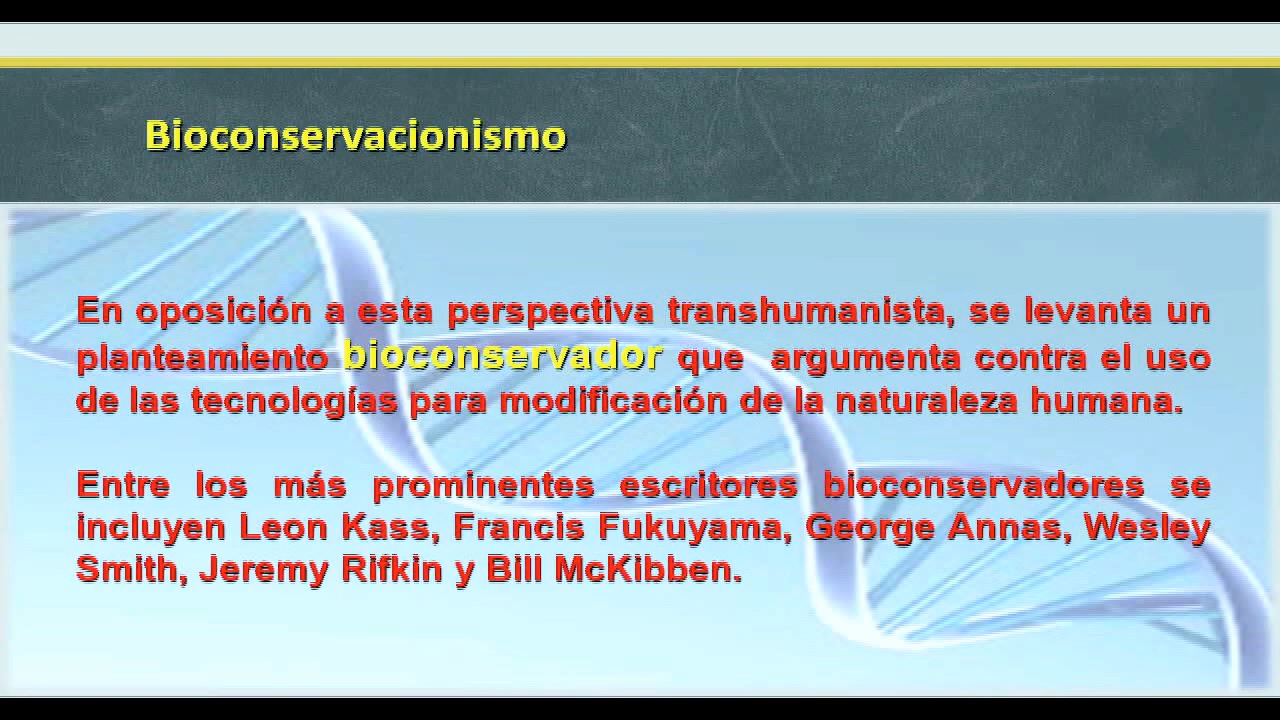 Bioconservacionismo
En oposición a esta perspectiva transhumanista, se levanta un
planteamiento bioconservador que argumenta contra el uso
de las tecnologías para modificación de la naturaleza humana.
Entre los más prominentes escritores bioconservadores se
incluyen Leon Kass, Francis Fukuyama, George Annas, Wesley
Smith, Jeremy Rifkin y Bill McKibben.